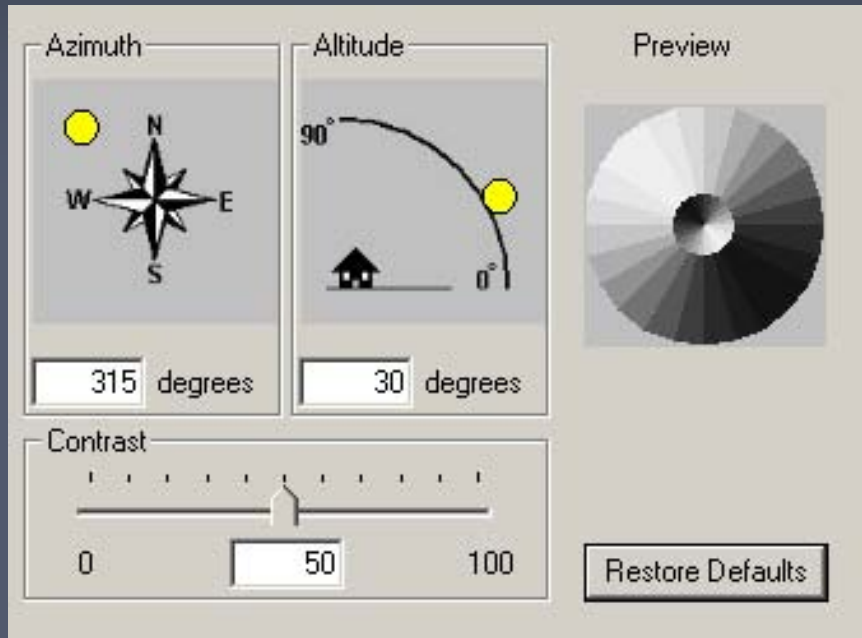 Azimuth
N
W E
S
315 degrees
Altitude
90°
0°
30 degrees
Preview
Contrast
0 50 100
Restore Defaults